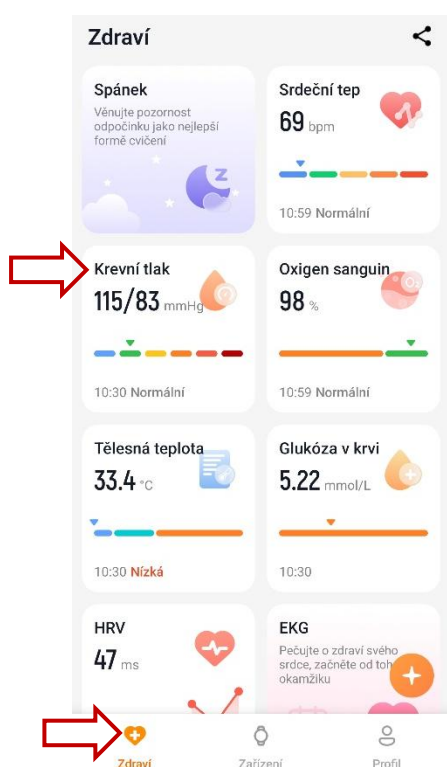 Zdraví
Spánek
Věnujte pozornost
odpočinku jako nejlepší
formě cvičení
z
Srdeční tep
69 bpm
10:59 Normální
Krevní tlak
115/83 mmHg
10:30 Normální
Oxigen sanguin
98 %
10:59 Normální
Tělesná teplota
33.4 °C
10:30 Nízká
Glukóza v krvi
5.22 mmol/L
10:30
HRV
47 ms
EKG
Pečujte o zdraví svého
srdce, začněte od toh
okamžiku
Zdraví
Zařízení
Profil